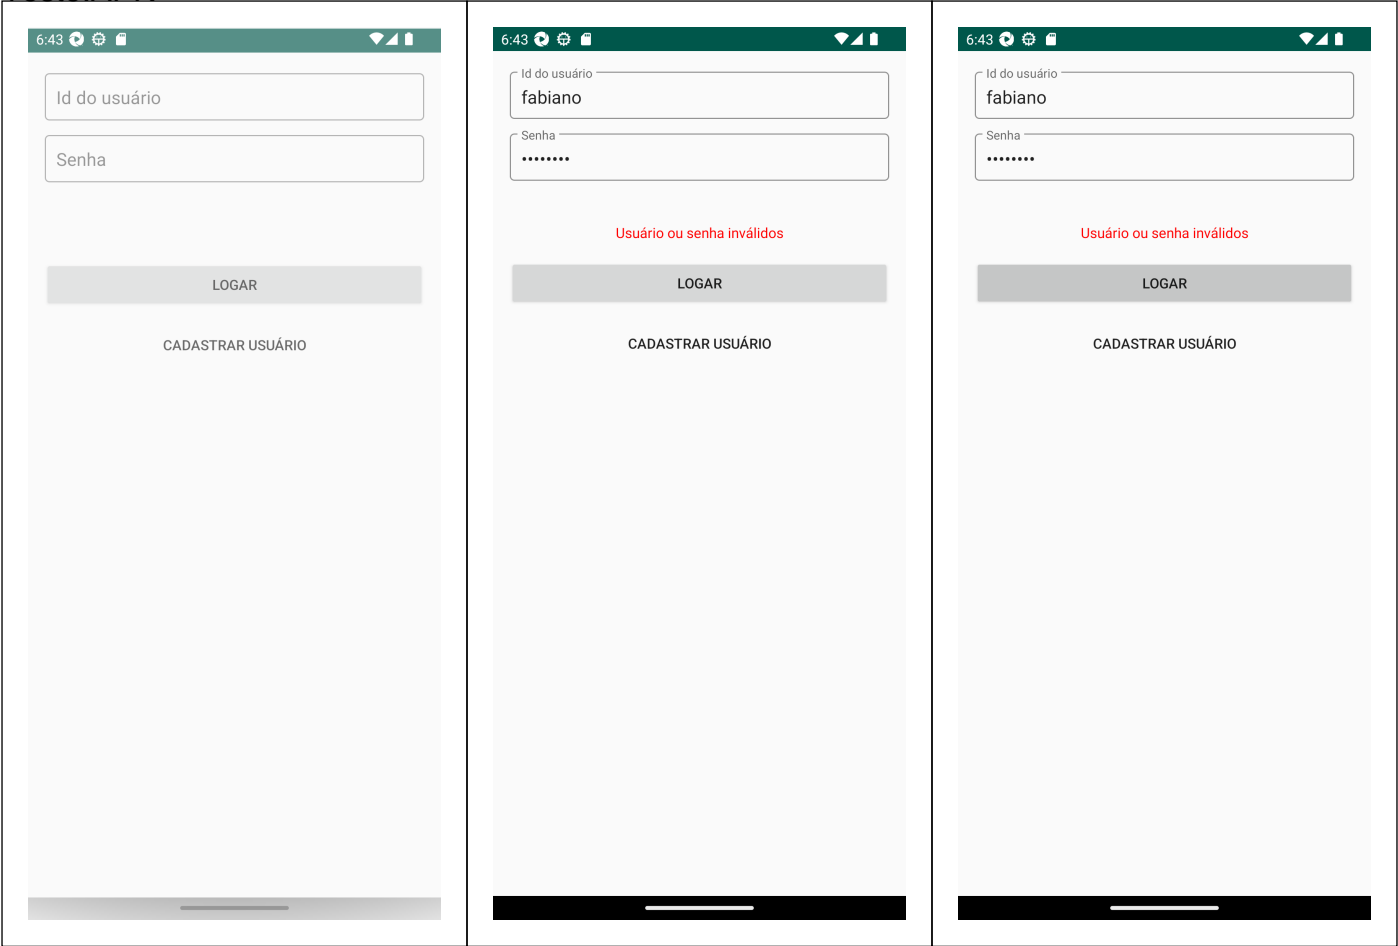 6:43
Id do usuário
Senha
LOGAR
CADASTRAR USUÁRIO
6:43
Id do usuário
fabiano
Senha
••••••••
Usuário ou senha inválidos
LOGAR
CADASTRAR USUÁRIO
6:43
Id do usuário
fabiano
Senha
••••••••
Usuário ou senha inválidos
LOGAR
CADASTRAR USUÁRIO